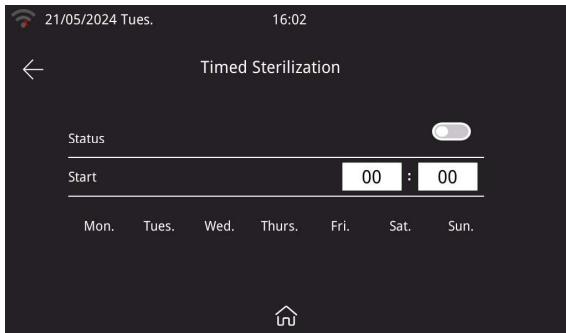 21/05/2024 Tues. 16:02
Timed Sterilization
Status
Start 00 : 00
Mon. Tues. Wed. Thurs. Fri. Sat. Sun.